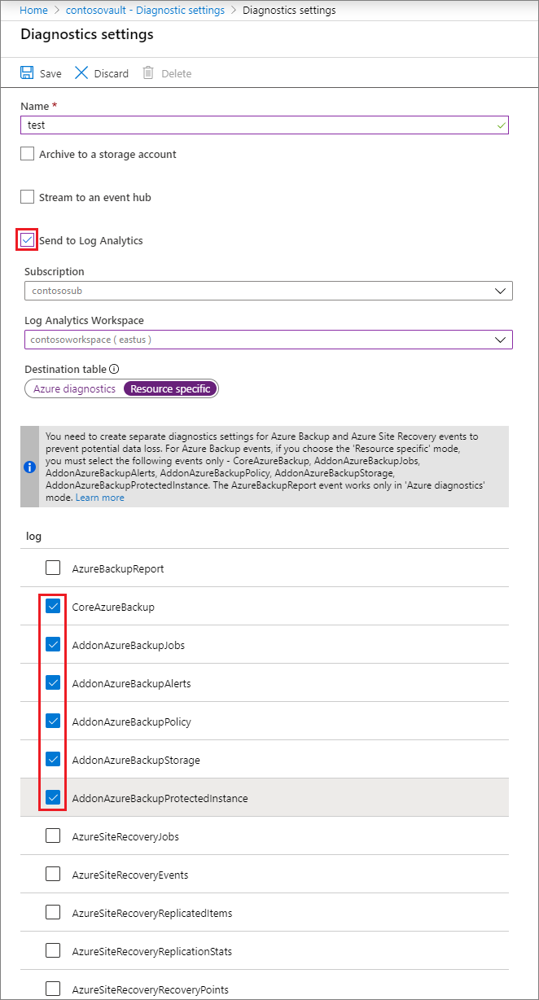 Home > contosovault - Diagnostic settings > Diagnostics settings
Diagnostics settings
Save Discard Delete
Name *
test
Archive to a storage account
Stream to an event hub
Send to Log Analytics
Subscription
contososub
Log Analytics Workspace
contosoworkspace ( eastus )
Destination table
Azure diagnostics Resource specific
You need to create separate diagnostics settings for Azure Backup and Azure Site Recovery events to
prevent potential data loss. For Azure Backup events, if you choose the 'Resource specific' mode,
you must select the following events only - CoreAzureBackup, AddonAzureBackupJobs,
AddonAzureBackupAlerts, AddonAzureBackupPolicy, AddonAzureBackupStorage,
AddonAzureBackupProtectedInstance. The AzureBackupReport event works only in 'Azure diagnostics'
mode. Learn more
log
AzureBackupReport
CoreAzureBackup
AddonAzureBackupJobs
AddonAzureBackupAlerts
AddonAzureBackupPolicy
AddonAzureBackupStorage
AddonAzureBackupProtectedInstance
AzureSiteRecoveryJobs
AzureSiteRecoveryEvents
AzureSiteRecoveryReplicatedItems
AzureSiteRecoveryReplicationStats
AzureSiteRecoveryRecoveryPoints